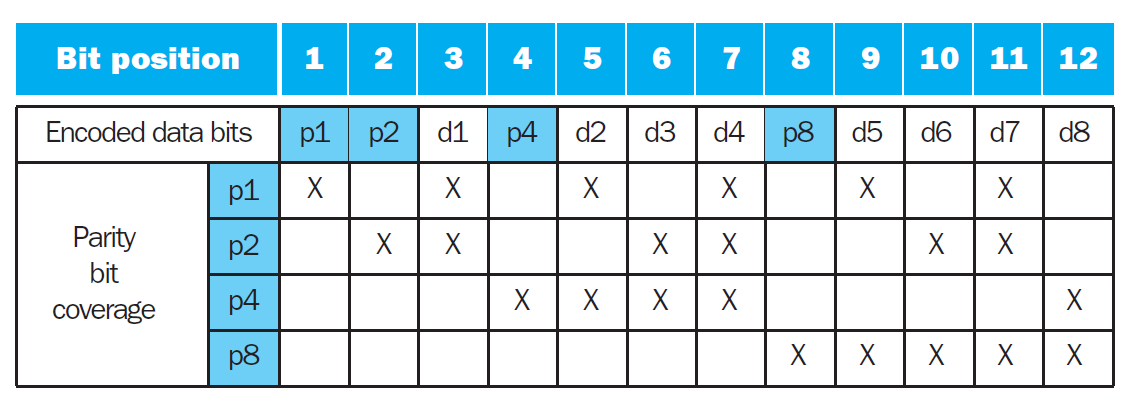 Bit position 1 2 3 4 5 6 7 8 9 10 11 12
Encoded data bits p1 p2 d1 p4 d2 d3 d4 p8 d5 d6 d7 d8
Parity
bit
coverage
p1 X X X X X X
p2 X X X X X X
p4 X X X X X
p8 X X X X X